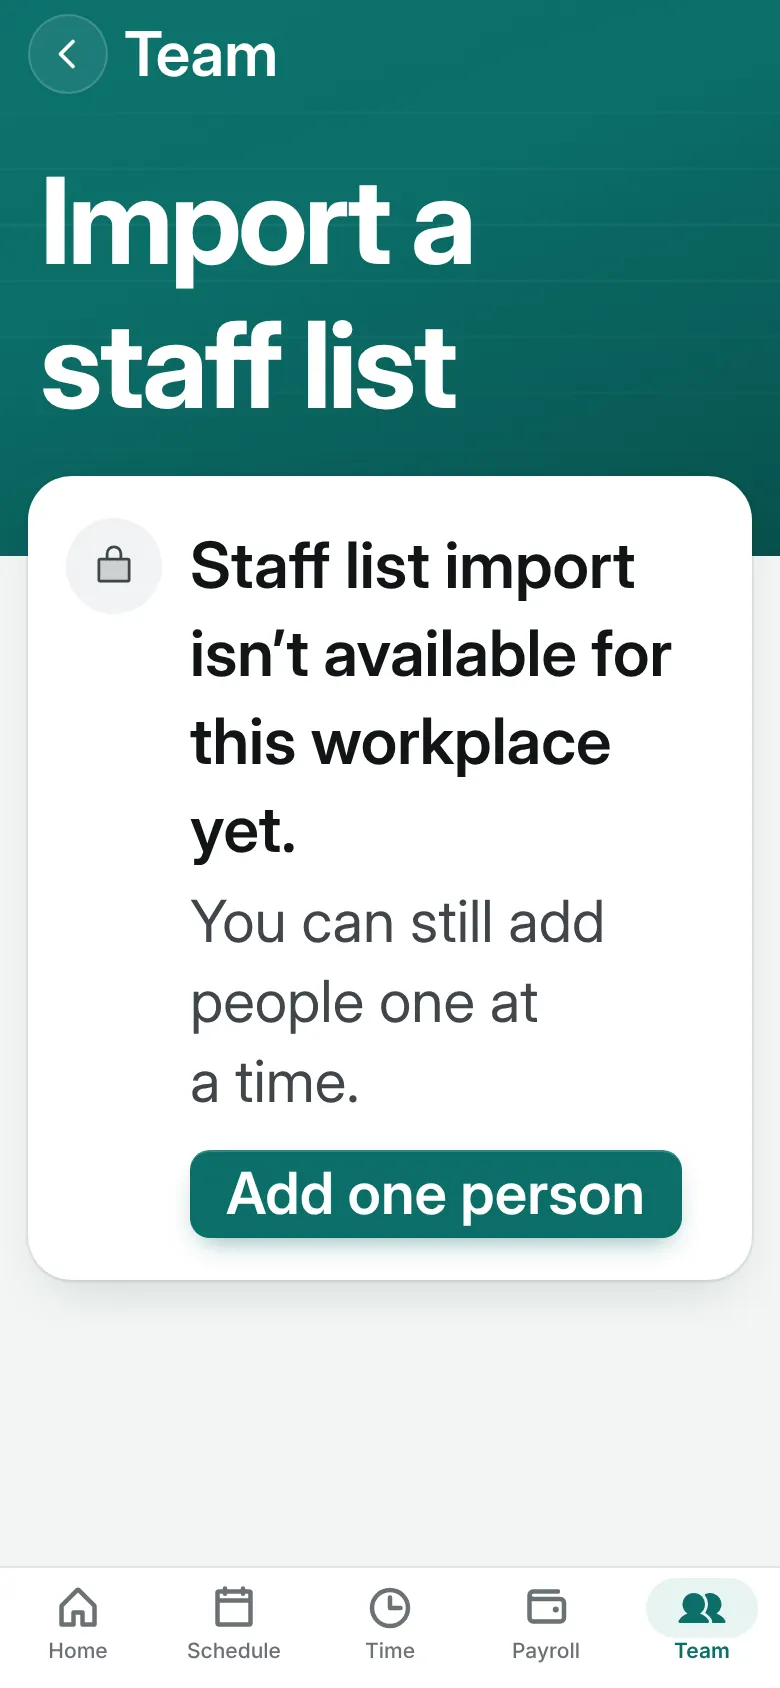 Team
Import a
staff list
Staff list import
isn’t available for
this workplace
yet.
You can still add
people one at
a time.
Add one person
Home
Schedule
Time
Payroll
Team